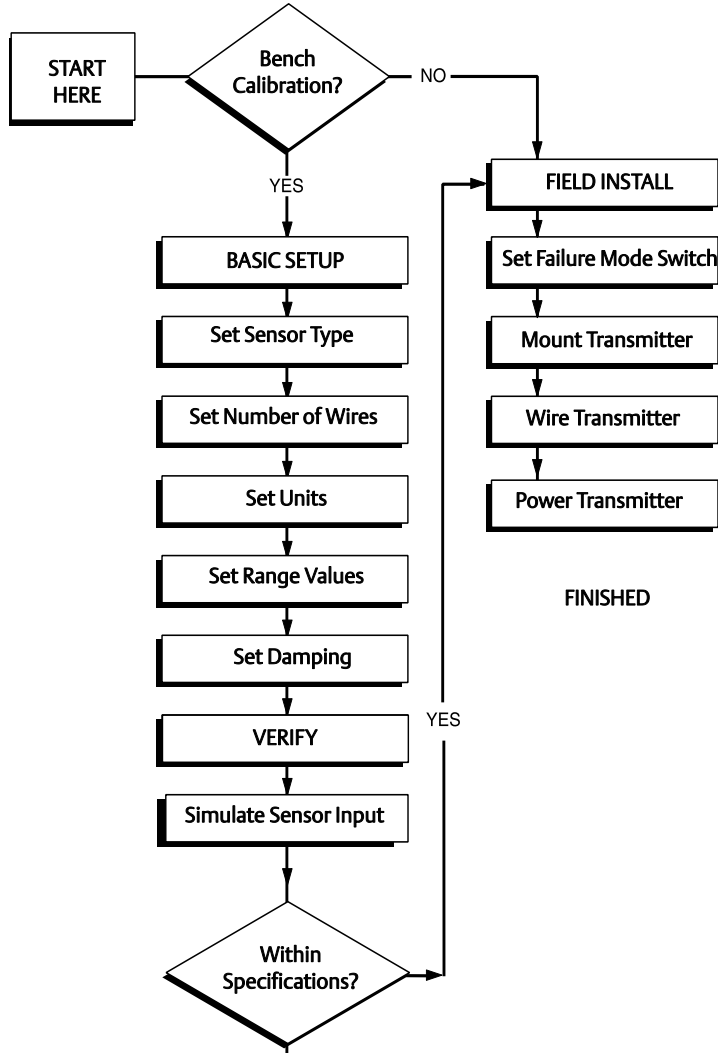 START
HERE
Bench
Calibration?
NO
YES
BASIC SETUP
Set Sensor Type
Set Number of Wires
Set Units
Set Range Values
Set Damping
VERIFY
Simulate Sensor Input
Within
Specifications?
YES
FIELD INSTALL
Set Failure Mode Switch
Mount Transmitter
Wire Transmitter
Power Transmitter
FINISHED